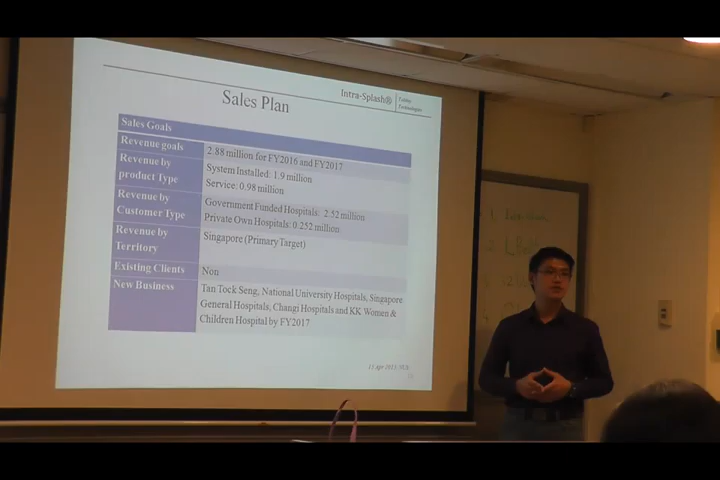 Sales Plan
Intra-Splash®
Sales Goals
Revenue goals
2.88 million for FY2016 and FY2017
Revenue by
product Type
System Installed: 1.9 million
Service: 0.98 million
Revenue by
Customer Type
Government Funded Hospitals: 2.52 million
Private Own Hospitals: 0.252 million
Revenue by
Territory
Singapore (Primary Target)
Existing Clients
Non
New Business
Tan Tock Seng, National University Hospitals, Singapore
General Hospitals, Changi Hospitals and KK Women &
Children Hospital by FY2017